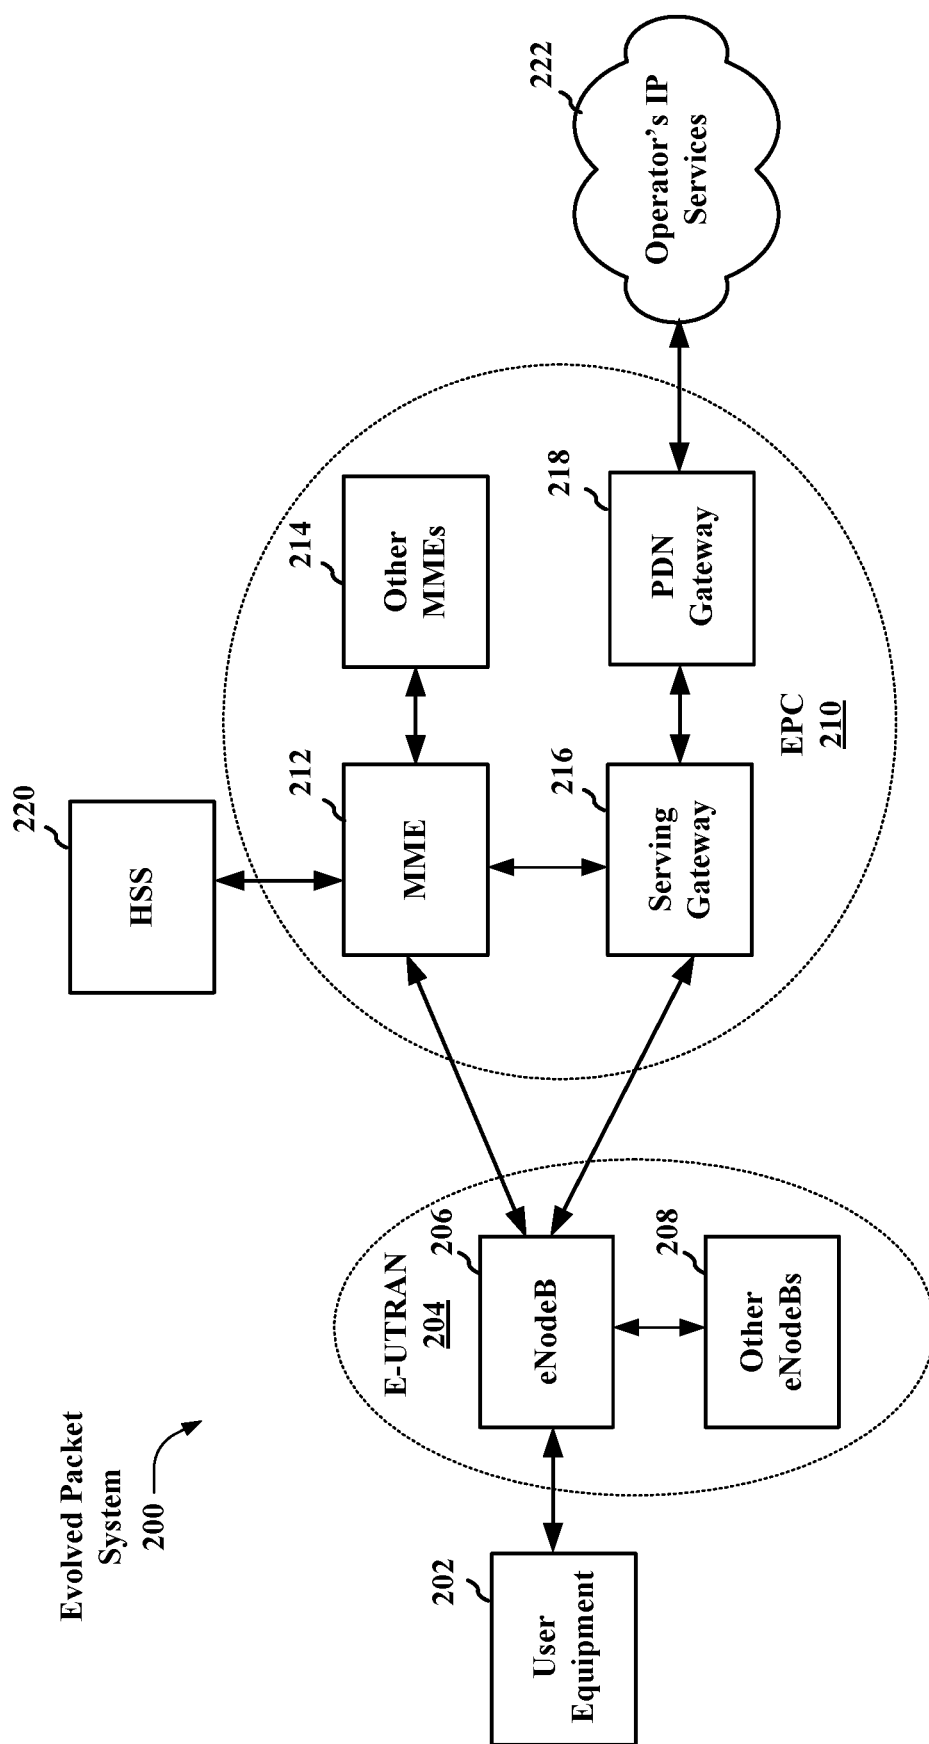 Evolved Packet
System
200
220
HSS
E-UTRAN
204
206
eNodeB
208
Other
eNodeBs
202
User
Equipment
212
MME
214
Other
MMEs
216
Serving
Gateway
218
PDN
Gateway
EPC
210
222
Operator's IP
Services